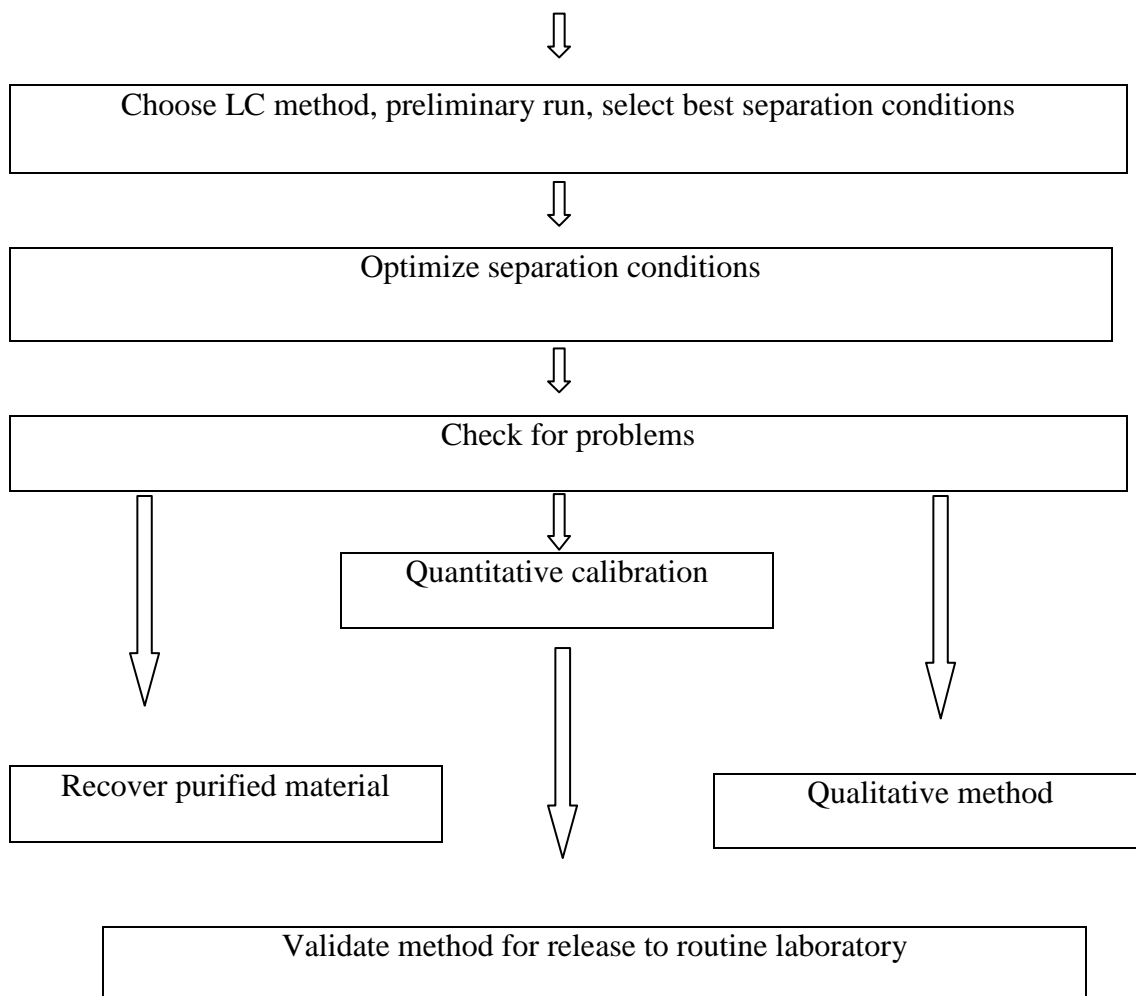 Choose LC method, preliminary run, select best separation conditions
Optimize separation conditions
Check for problems
Quantitative calibration
Recover purified material
Qualitative method
Validate method for release to routine laboratory